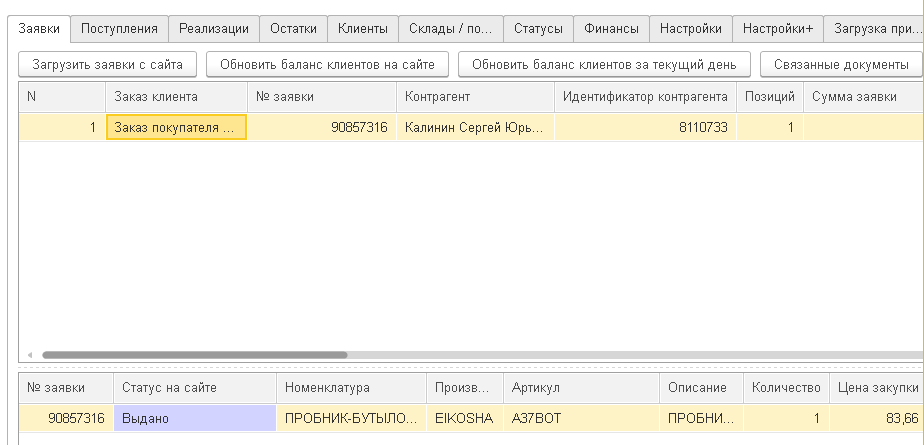 Заявки Поступления Реализации Остатки Клиенты Склады / по... Статусы Финансы Настройки Настройки+ Загрузка при...
Загрузить заявки с сайта Обновить баланс клиентов на сайте Обновить баланс клиентов за текущий день Связанные документы
N Заказ клиента № заявки Контрагент Идентификатор контрагента Позиций Сумма заявки
1 Заказ покупателя ... 90857316 Калинин Сергей Юрь... 8110733 1
№ заявки Статус на сайте Номенклатура Произв... Артикул Описание Количество Цена закупки
90857316 Выдано ПРОБНИК-БУТЫЛО... EIKOSHA A37BOT ПРОБНИ... 1 83,66